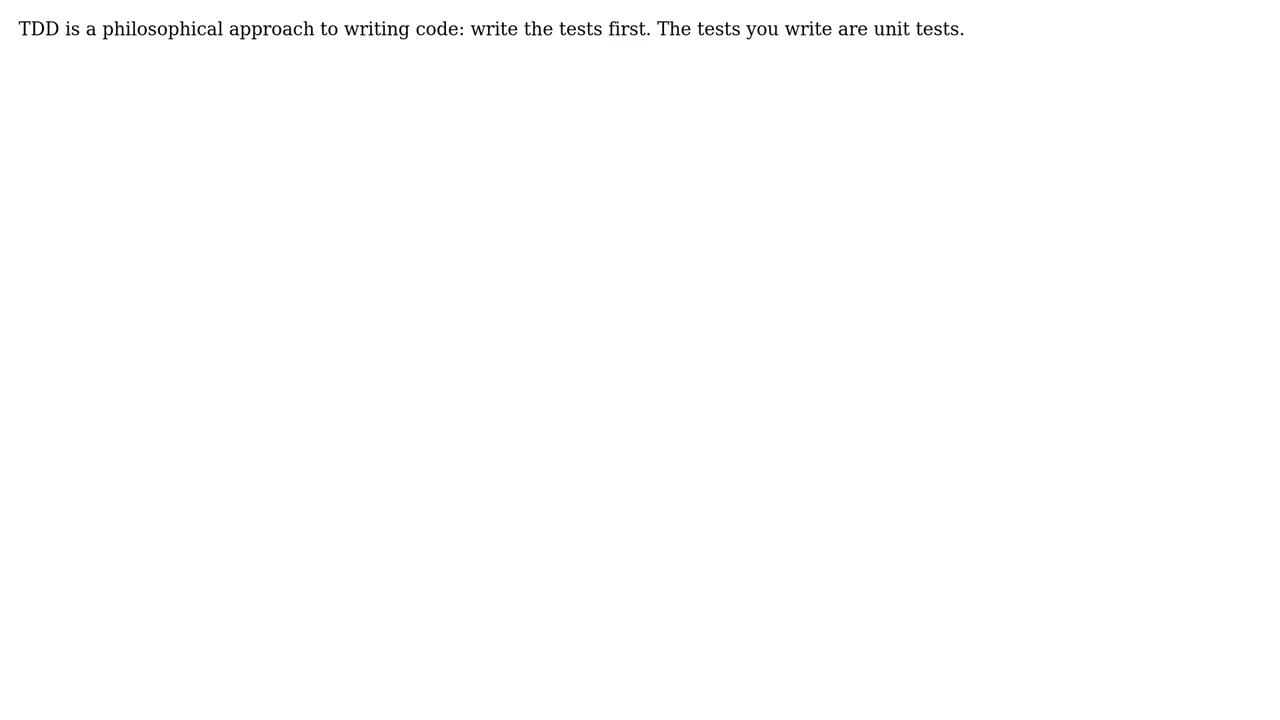 TDD is a philosophical approach to writing code: write the tests first. The tests you write are unit tests.